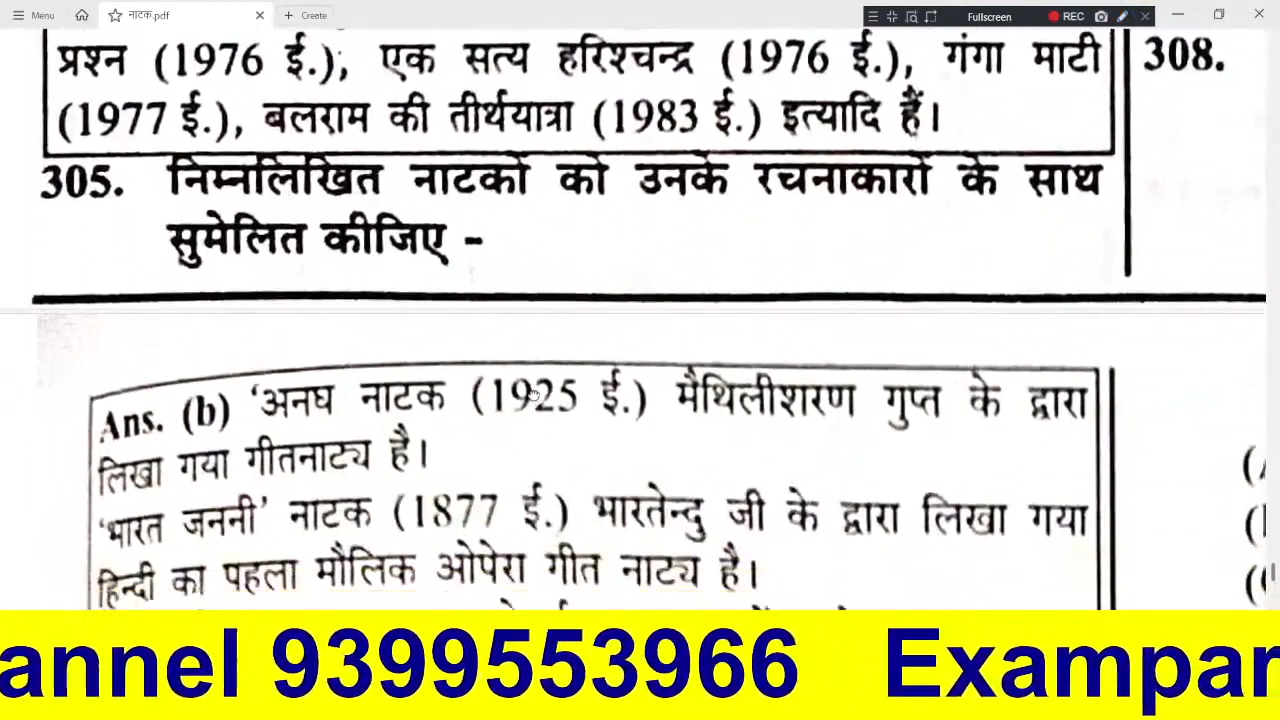 Menu
नाटक.pdf
Create
Fullscreen
REC
प्रश्न (1976 ई.), एक सत्य हरिश्चन्द्र (1976 ई.), गंगा माटी
(1977 ई.), बलराम की तीर्थयात्रा (1983 ई.) इत्यादि हैं।
305. निम्नलिखित नाटकों को उनके रचनाकारों के साथ
सुमेलित कीजिए -
308.
Ans. (b) 'अनघ नाटक (1925 ई.) मैथिलीशरण गुप्त के द्वारा
लिखा गया गीतनाट्य है।
'भारत जननी' नाटक (1877 ई.) भारतेन्दु जी के द्वारा लिखा गया
हिन्दी का पहला मौलिक ओपेरा गीत नाट्य है।
annel 9399553966 Exampar